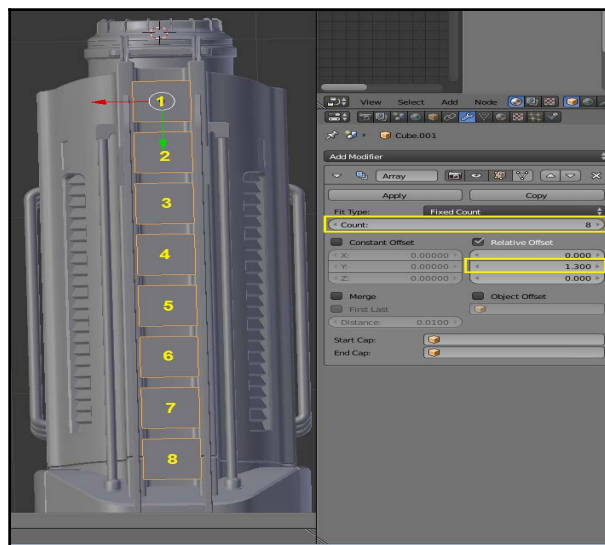 1
2
3
4
5
6
7
8
View Select Add Node
Cube.001
Add Modifier
Array
Apply Copy
Fit Type: Fixed Count
Count: 8
Constant Offset Relative Offset
X: 0.00000 0.000
Y: 0.00000 1.300
Z: 0.00000 0.000
Merge Object Offset
First Last
Distance: 0.0100
Start Cap:
End Cap: